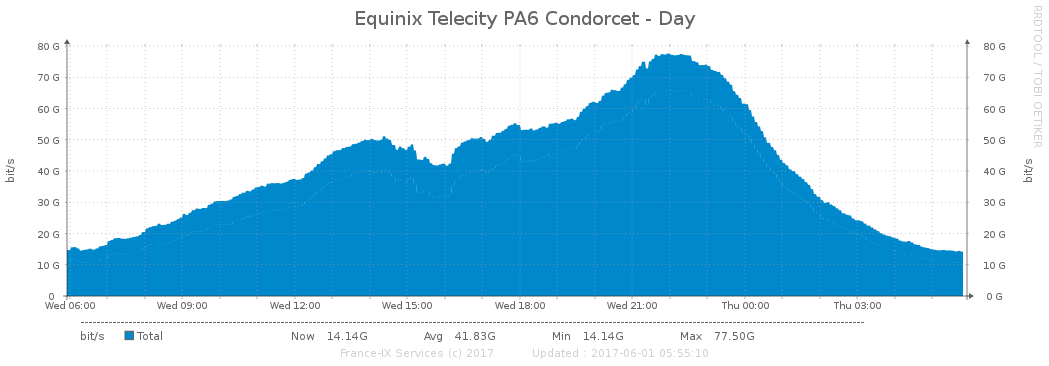 Equinix Telecity PA6 Condorcet - Day
RRDTOOL / TOBI OETIKER
80 G 80 G
70 G 70 G
60 G 60 G
50 G 50 G
40 G 40 G
30 G 30 G
20 G 20 G
10 G 10 G
0 0 G
bit/s bit/s
Wed 06:00 Wed 09:00 Wed 12:00 Wed 15:00 Wed 18:00 Wed 21:00 Thu 00:00 Thu 03:00
bit/s Total Now 14.14G Avg 41.83G Min 14.14G Max 77.50G
France-IX Services (c) 2017 Updated : 2017-06-01 05:55:10